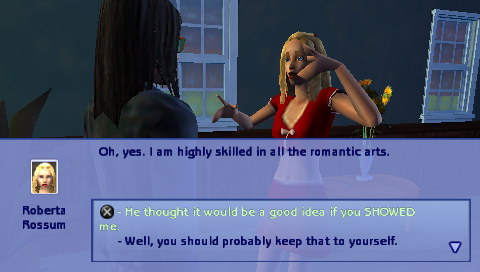 Oh, yes. I am highly skilled in all the romantic arts.
Roberta
Rossum
- He thought it would be a good idea if you SHOWED
me.
- Well, you should probably keep that to yourself.